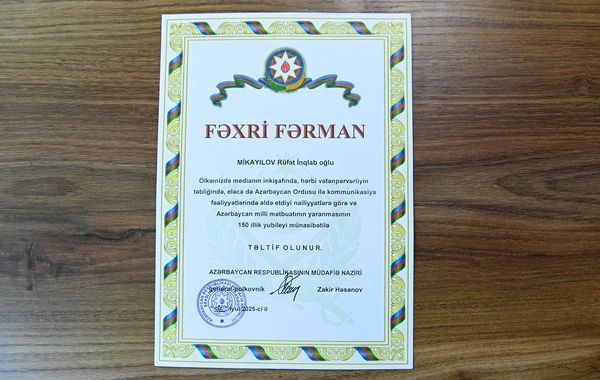 FƏXRİ FƏRMAN
MİKAYILOV Rüfət İnqlab oğlu
Ölkəmizdə medianın inkişafında, hərbi vətənpərvərliyin
təbliğində, eləcə də Azərbaycan Ordusu ilə kommunikasiya
fəaliyyətlərində əldə etdiyi nailiyyətlərə görə və
Azərbaycan milli mətbuatının yaranmasının
150 illik yubileyi münasibətilə
TƏLTİF OLUNUR.
AZƏRBAYCAN RESPUBLİKASININ MÜDAFİƏ NAZİRİ
general-polkovnik Zakir Həsənov
iyul 2025-ci il